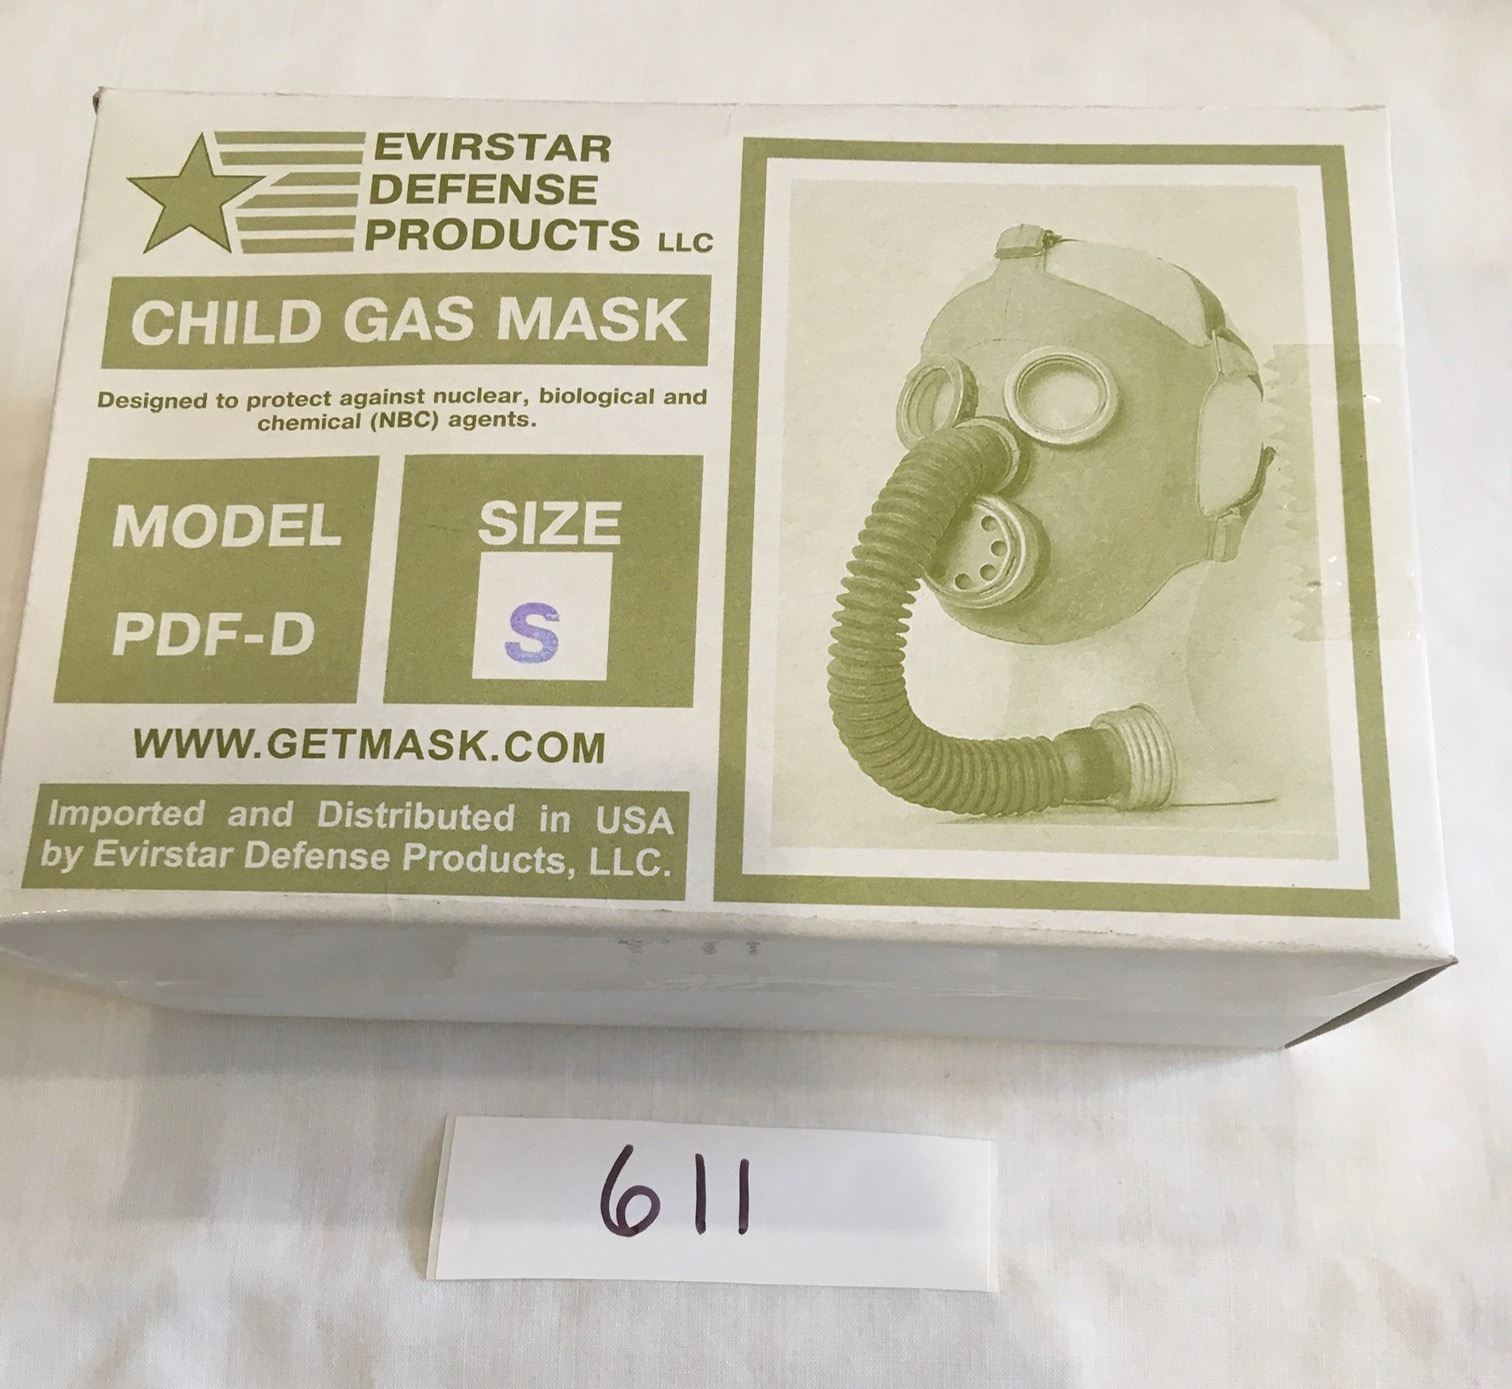 EVIRSTAR
DEFENSE
PRODUCTS LLC
CHILD GAS MASK
Designed to protect against nuclear, biological and
chemical (NBC) agents.
MODEL
PDF-D
SIZE
S
WWW.GETMASK.COM
Imported and Distributed in USA
by Evirstar Defense Products, LLC.
611